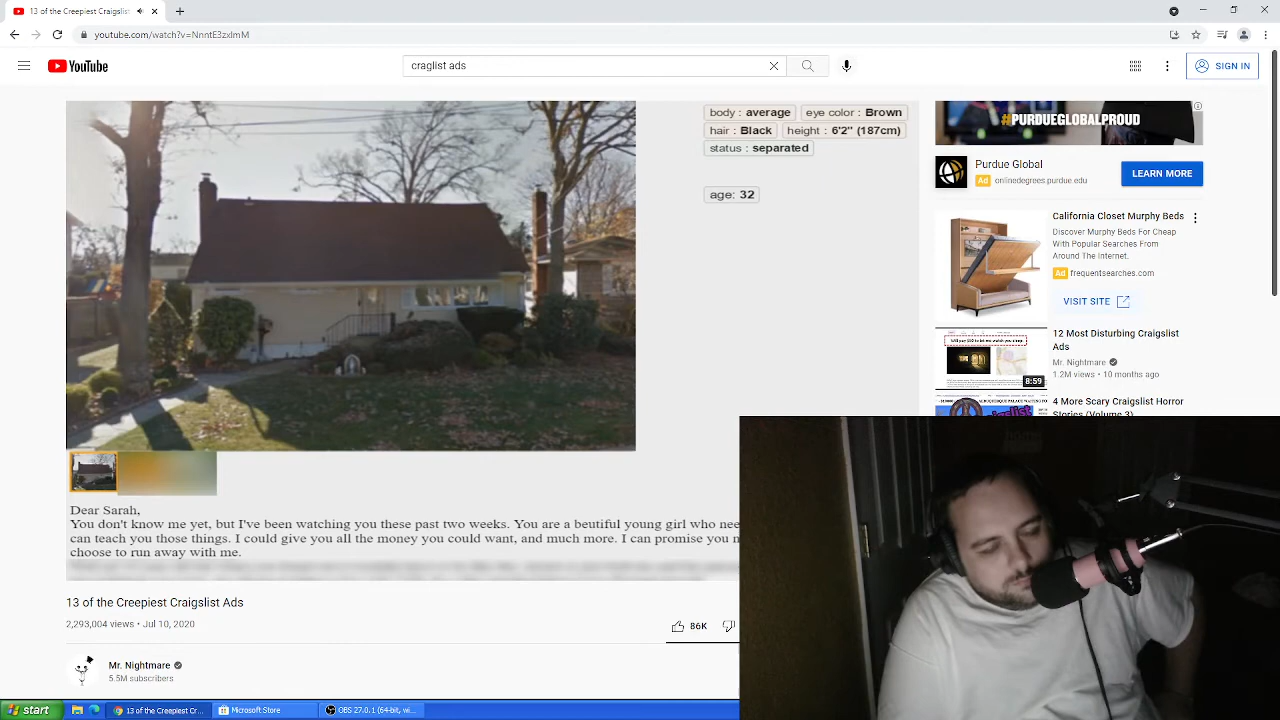 13 of the Creepiest Craigslist
youtube.com/watch?v=NnntE3zxImM
YouTube
craglist ads
SIGN IN
body : average
eye color : Brown
hair : Black
height : 6'2" (187cm)
status : separated
age: 32
#PURDUEGLOBALPROUD
Purdue Global
Ad onlinedegrees.purdue.edu
LEARN MORE
California Closet Murphy Beds
Discover Murphy Beds For Cheap
With Popular Searches From
Around The Internet.
Ad frequentsearches.com
VISIT SITE
12 Most Disturbing Craigslist
Ads
Mr. Nightmare
1.2M views • 10 months ago
8:59
4 More Scary Craigslist Horror
Stories (Volume 3)
Dear Sarah,
You don't know me yet, but I've been watching you these past two weeks. You are a beutiful young girl who nee
can teach you those things. I could give you all the money you could want, and much more. I can promise you n
choose to run away with me.
13 of the Creepiest Craigslist Ads
2,293,004 views • Jul 10, 2020
86K
Mr. Nightmare
5.5M subscribers
start
13 of the Creepiest Cr...
Microsoft Store
OBS 27.0.1 (64-bit, wi...